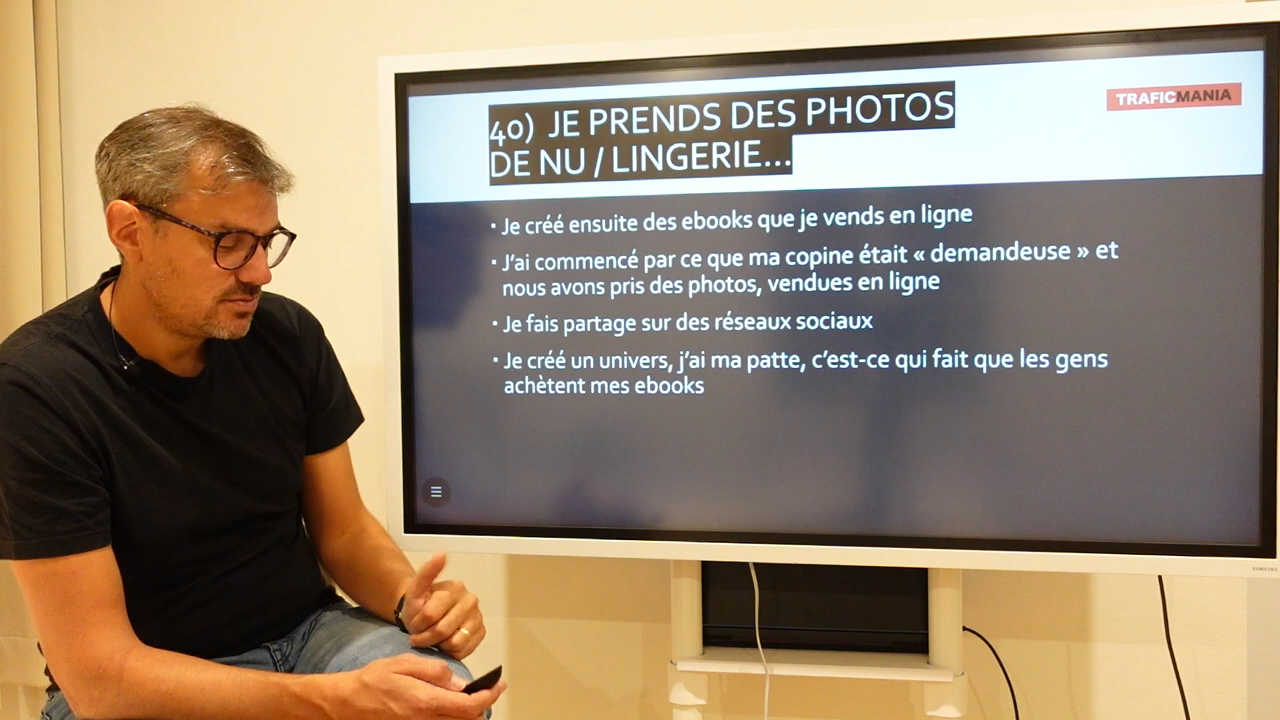 40) JE PRENDS DES PHOTOS
DE NU / LINGERIE...
TRAFICMANIA
· Je créé ensuite des ebooks que je vends en ligne
· J'ai commencé par ce que ma copine était « demandeuse » et
nous avons pris des photos, vendues en ligne
· Je fais partage sur des réseaux sociaux
· Je créé un univers, j'ai ma patte, c'est-ce qui fait que les gens
achètent mes ebooks
SAMSUNG